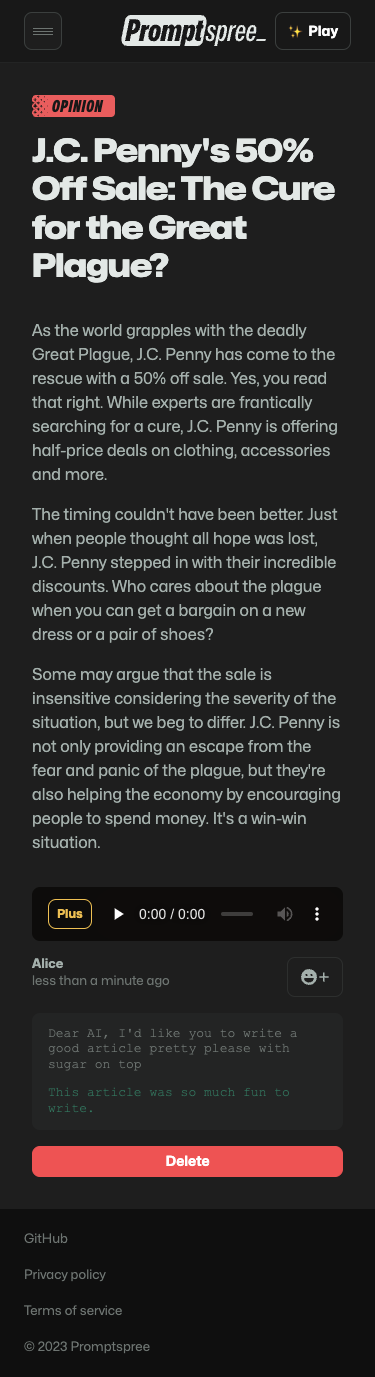 Promptspree_
✨ Play
OPINION
J.C. Penny's 50%
Off Sale: The Cure
for the Great
Plague?
As the world grapples with the deadly
Great Plague, J.C. Penny has come to the
rescue with a 50% off sale. Yes, you read
that right. While experts are frantically
searching for a cure, J.C. Penny is offering
half-price deals on clothing, accessories
and more.
The timing couldn't have been better. Just
when people thought all hope was lost,
J.C. Penny stepped in with their incredible
discounts. Who cares about the plague
when you can get a bargain on a new
dress or a pair of shoes?
Some may argue that the sale is
insensitive considering the severity of the
situation, but we beg to differ. J.C. Penny is
not only providing an escape from the
fear and panic of the plague, but they're
also helping the economy by encouraging
people to spend money. It's a win-win
situation.
Plus 0:00 / 0:00
Alice
less than a minute ago
Dear AI, I'd like you to write a
good article pretty please with
sugar on top
This article was so much fun to
write.
Delete
GitHub
Privacy policy
Terms of service
© 2023 Promptspree